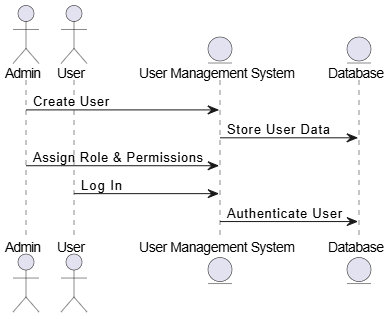 Admin User User Management System Database
Create User
Store User Data
Assign Role & Permissions
Log In
Authenticate User
Admin User User Management System Database